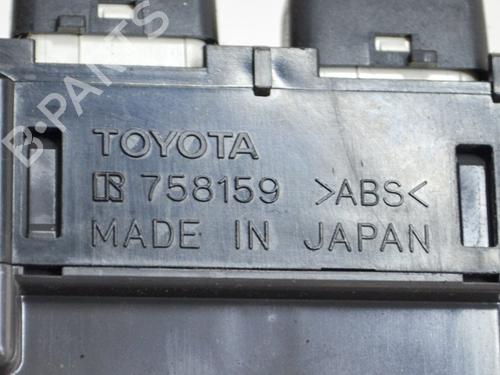 B·PARTS
TOYOTA
R 758159 >ABS<
MADE IN JAPAN